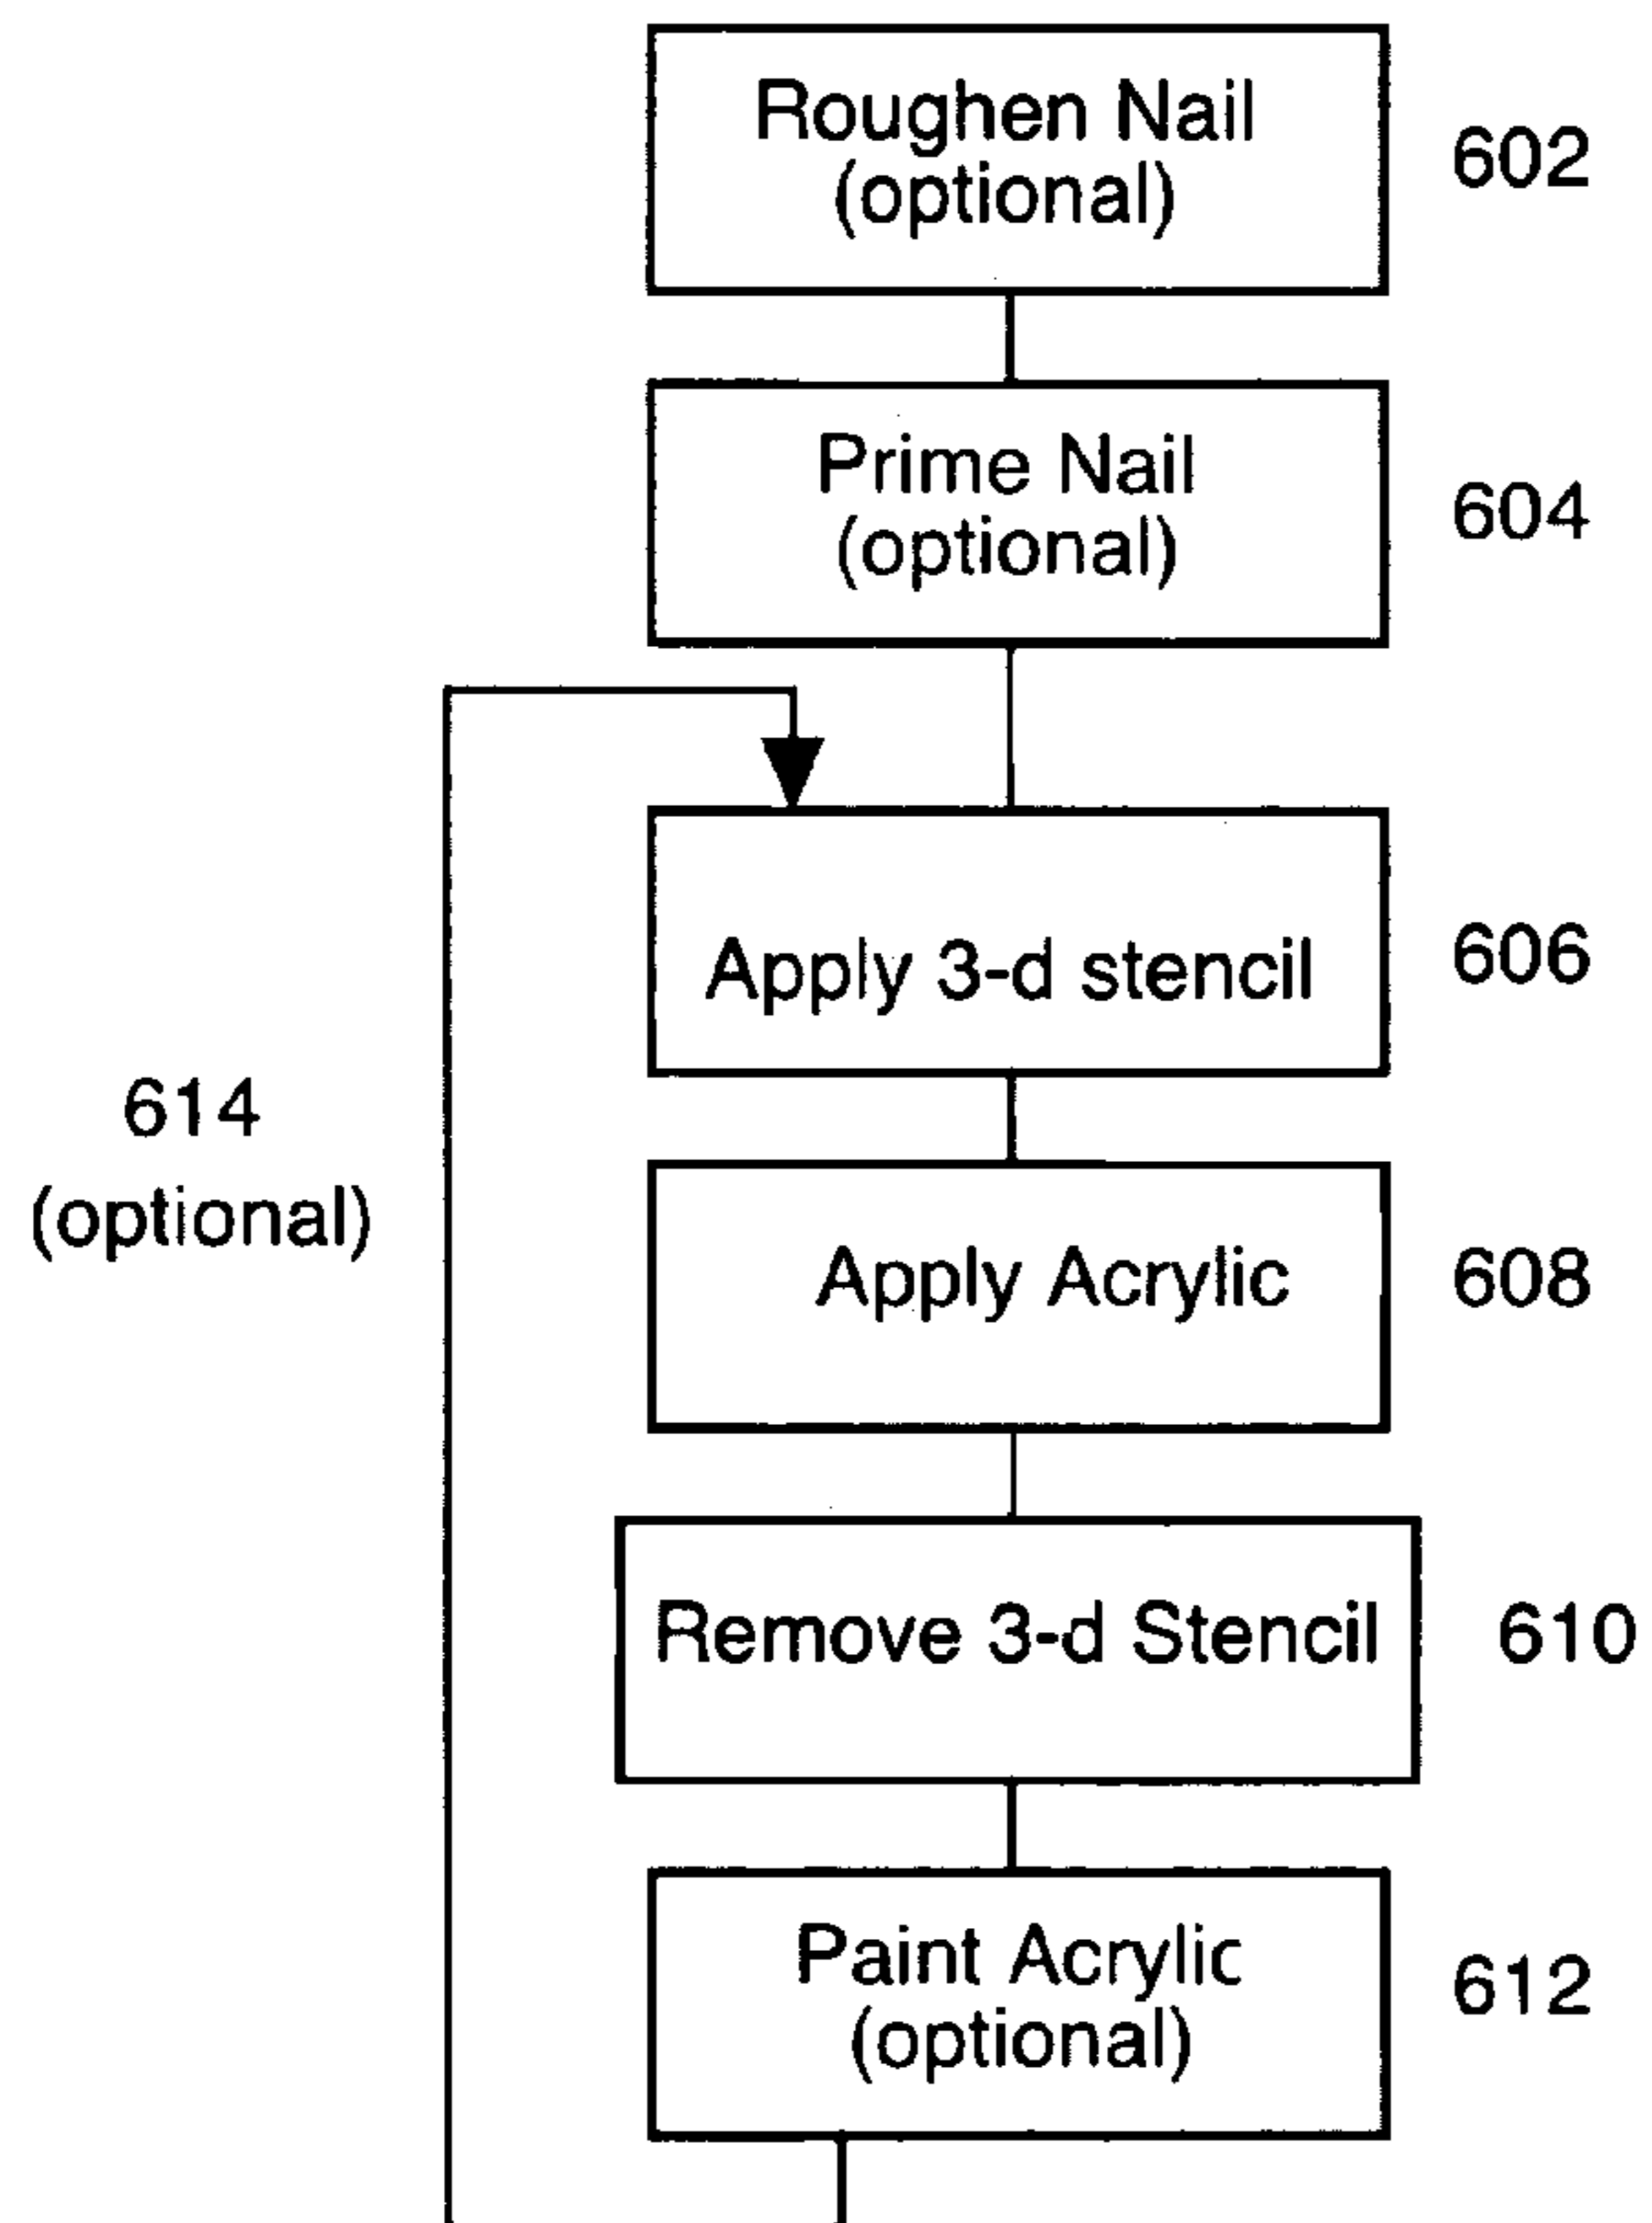 Roughen Nail
(optional)
602
Prime Nail
(optional)
604
Apply 3-d stencil
606
614
(optional)
Apply Acrylic
608
Remove 3-d Stencil
610
Paint Acrylic
(optional)
612